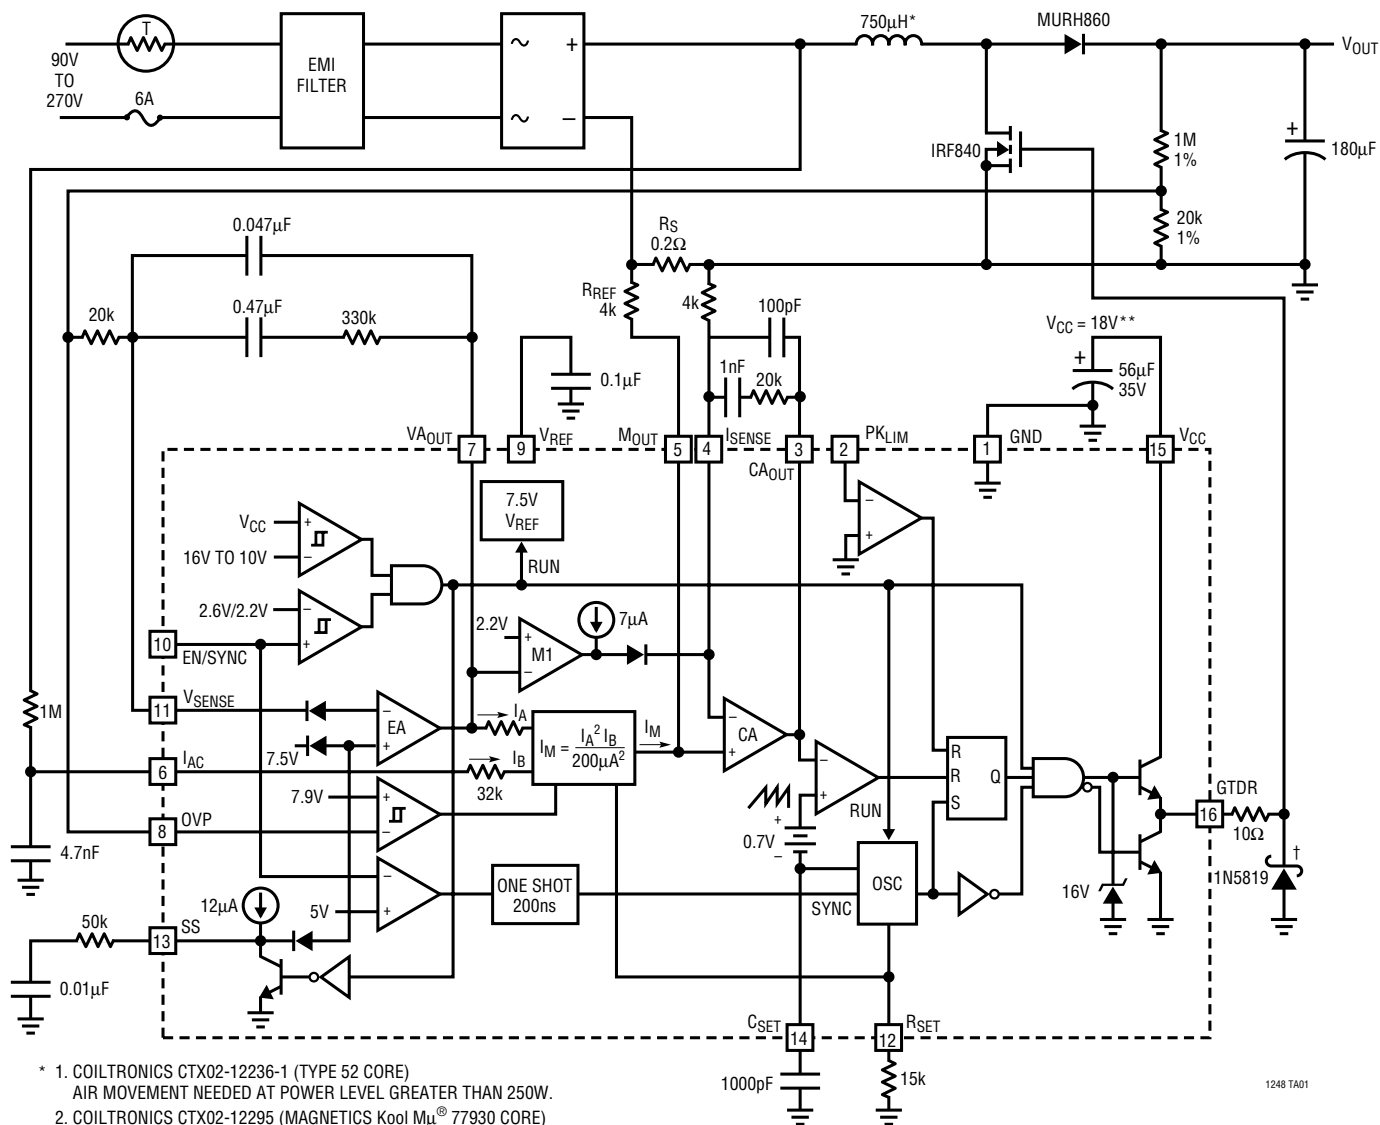 750µH*
MURH860
T
90V
TO
270V
6A
EMI
FILTER
~
~
+
–
VOUT
IRF840
1M
1%
20k
1%
+
180µF
RS
0.2Ω
RREF
4k
4k
100pF
1nF
20k
0.047µF
0.47µF
330k
20k
0.1µF
VCC = 18V**
+
56µF
35V
VAOUT
7
9
VREF
MOUT
5
4
ISENSE
3
CAOUT
2
PKLIM
1
GND
15
VCC
7.5V
VREF
RUN
VCC
+
16V TO 10V
–
2.6V/2.2V
–
+
10
EN/SYNC
2.2V
+
–
M1
7µA
1M
11
VSENSE
–
+
EA
7.5V
IA
IB
32k
IM = IA² IB
200µA²
IM
–
+
CA
6
IAC
7.9V
+
–
8
OVP
4.7nF
–
+
5V
ONE SHOT
200ns
–
+
RUN
+
0.7V
–
R
R
S
Q
OSC
SYNC
GTDR
16
10Ω
16V
†
1N5819
12µA
50k
SS
13
0.01µF
CSET
14
1000pF
RSET
12
15k
* 1. COILTRONICS CTX02-12236-1 (TYPE 52 CORE)
AIR MOVEMENT NEEDED AT POWER LEVEL GREATER THAN 250W.
2. COILTRONICS CTX02-12295 (MAGNETICS Kool Mµ® 77930 CORE)
1248 TA01